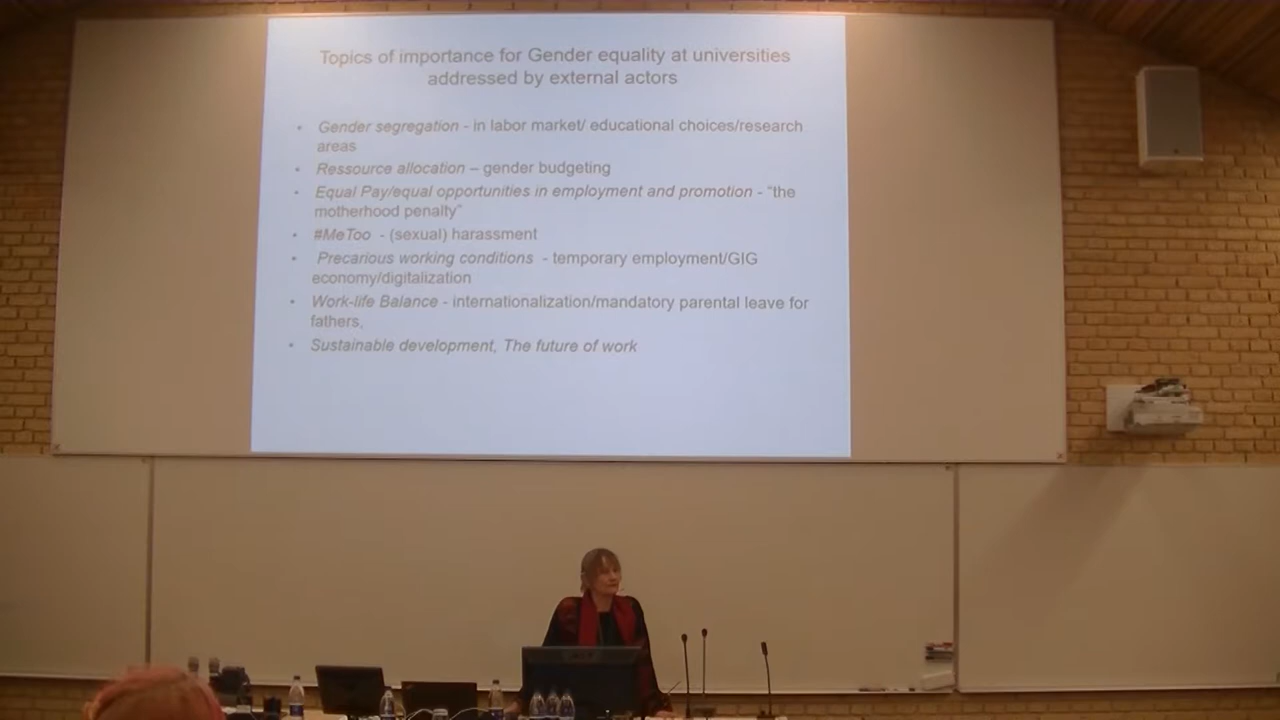 Topics of importance for Gender equality at universities
addressed by external actors
• Gender segregation - in labor market/ educational choices/research
areas
• Ressource allocation – gender budgeting
• Equal Pay/equal opportunities in employment and promotion - “the
motherhood penalty”
• #MeToo - (sexual) harassment
• Precarious working conditions - temporary employment/GIG
economy/digitalization
• Work-life Balance - internationalization/mandatory parental leave for
fathers,
• Sustainable development, The future of work